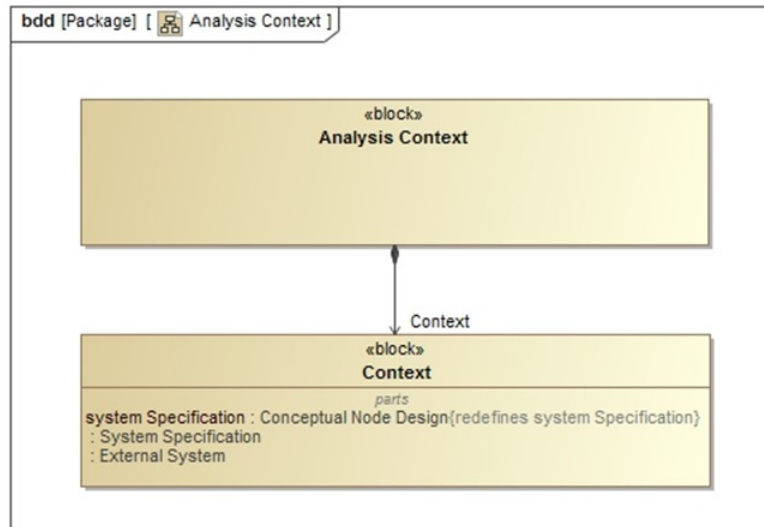 bdd [Package] [ Analysis Context ]
«block»
Analysis Context
Context
«block»
Context
parts
system Specification : Conceptual Node Design{redefines system Specification}
: System Specification
: External System